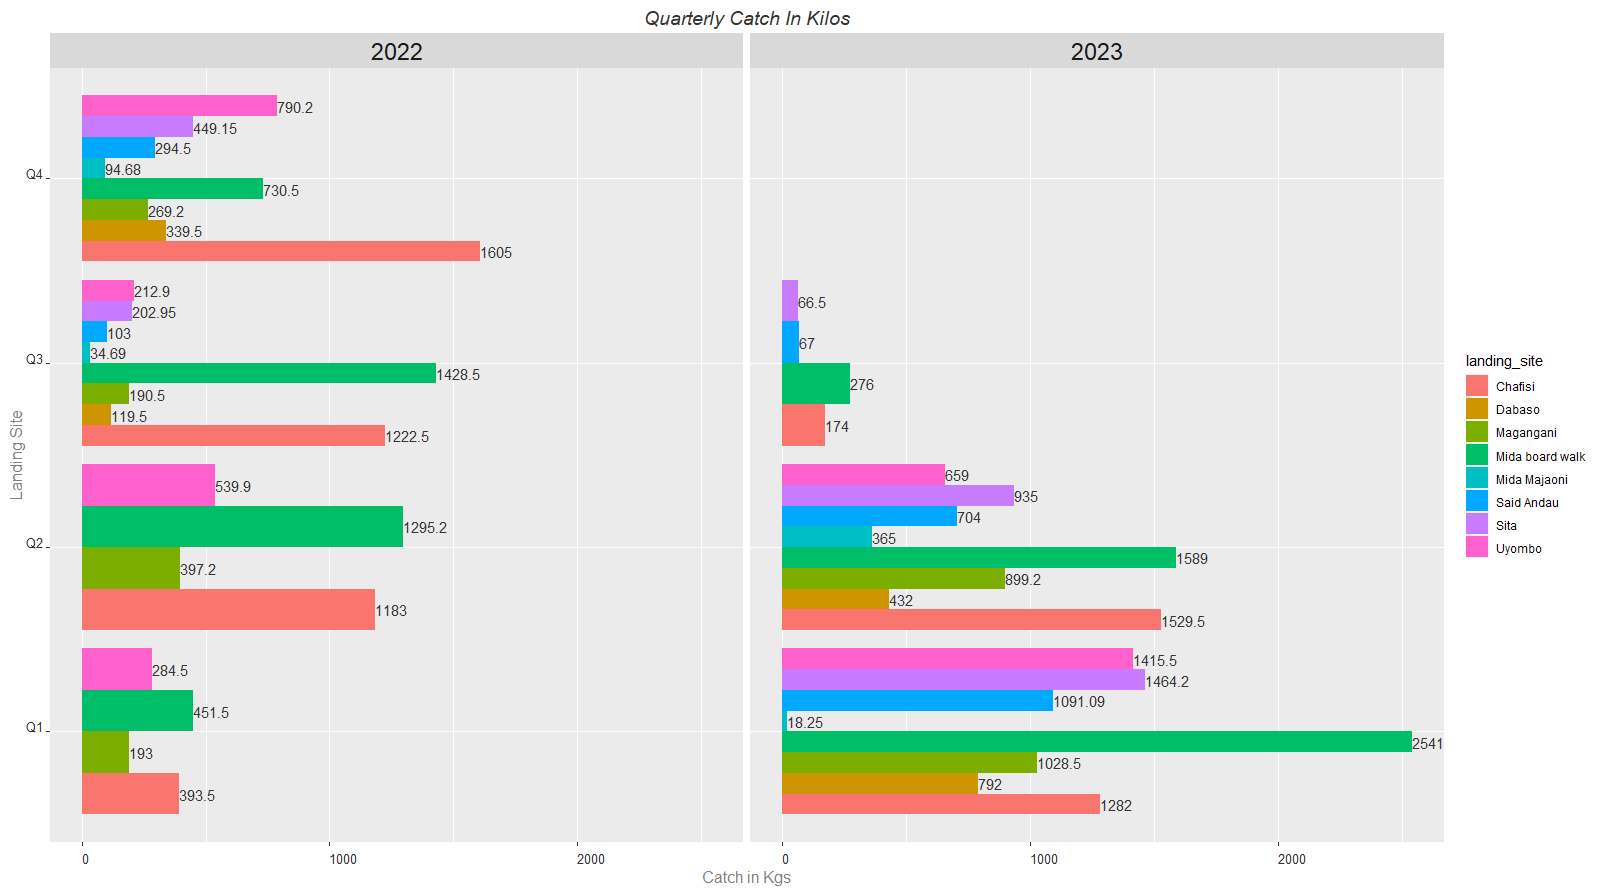 Quarterly Catch In Kilos
2022
2023
Landing Site
Q4
790.2
449.15
294.5
94.68
730.5
269.2
339.5
1605
Q3
212.9
202.95
103
34.69
1428.5
190.5
119.5
1222.5
66.5
67
276
174
Q2
539.9
1295.2
397.2
1183
659
935
704
365
1589
899.2
432
1529.5
Q1
284.5
451.5
193
393.5
1415.5
1464.2
1091.09
18.25
2541
1028.5
792
1282
0 1000 2000
0 1000 2000
Catch in Kgs
landing_site
Chafisi
Dabaso
Magangani
Mida board walk
Mida Majaoni
Said Andau
Sita
Uyombo